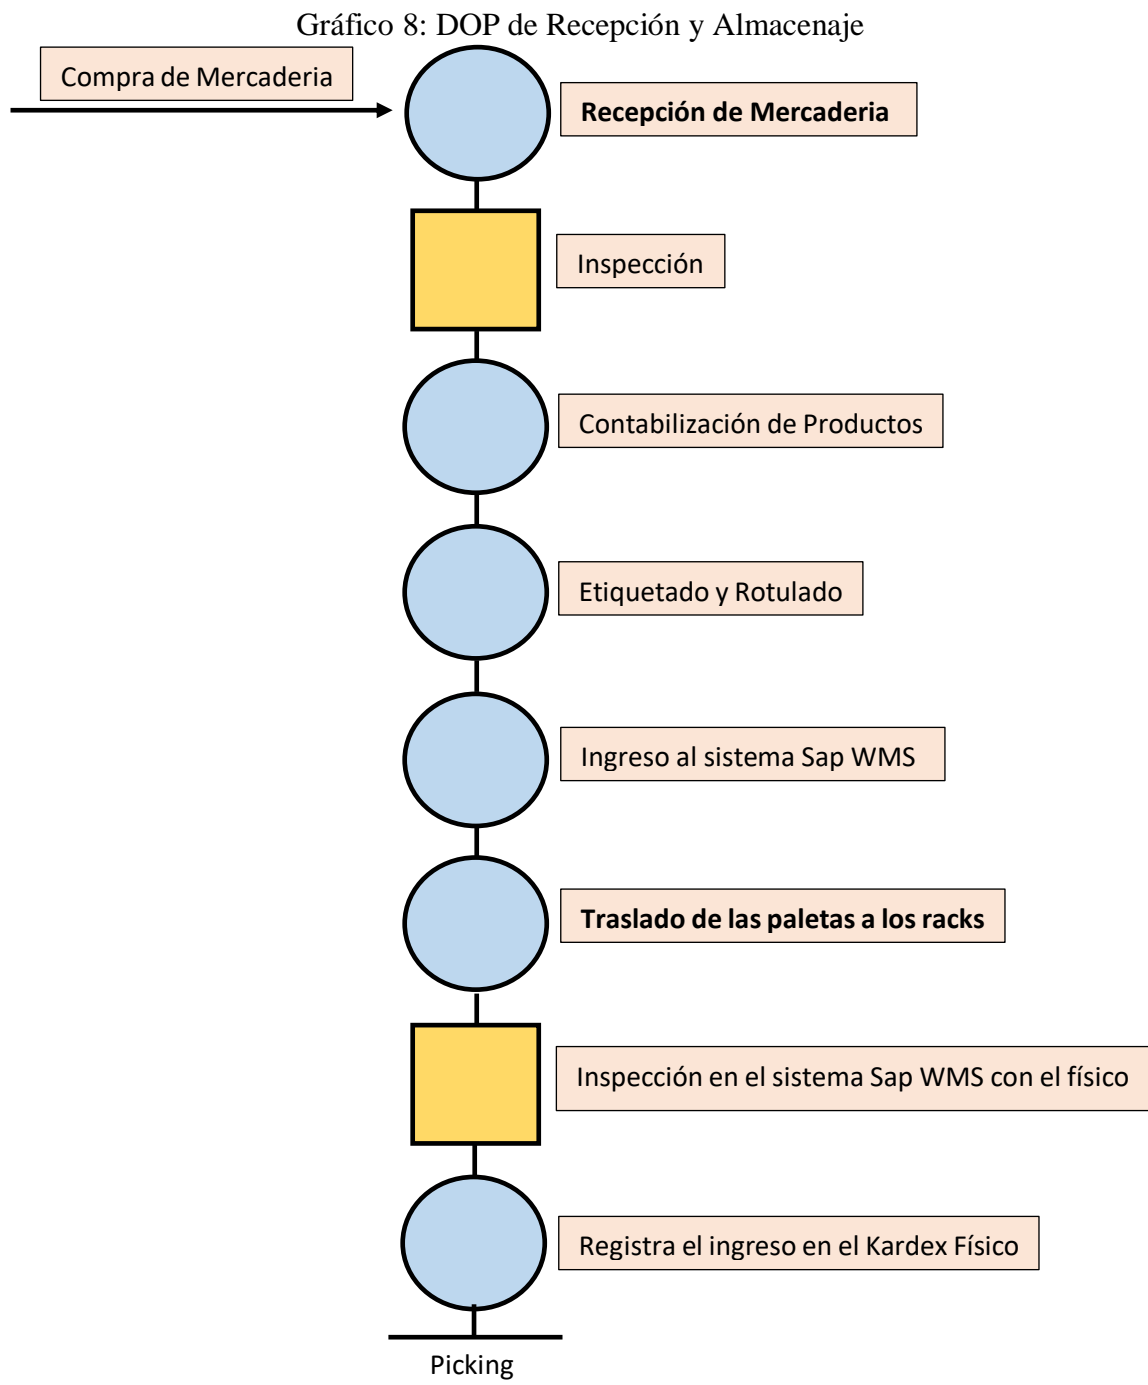 Gráfico 8: DOP de Recepción y Almacenaje
Compra de Mercaderia
Recepción de Mercaderia
Inspección
Contabilización de Productos
Etiquetado y Rotulado
Ingreso al sistema Sap WMS
Traslado de las paletas a los racks
Inspección en el sistema Sap WMS con el físico
Registra el ingreso en el Kardex Físico
Picking